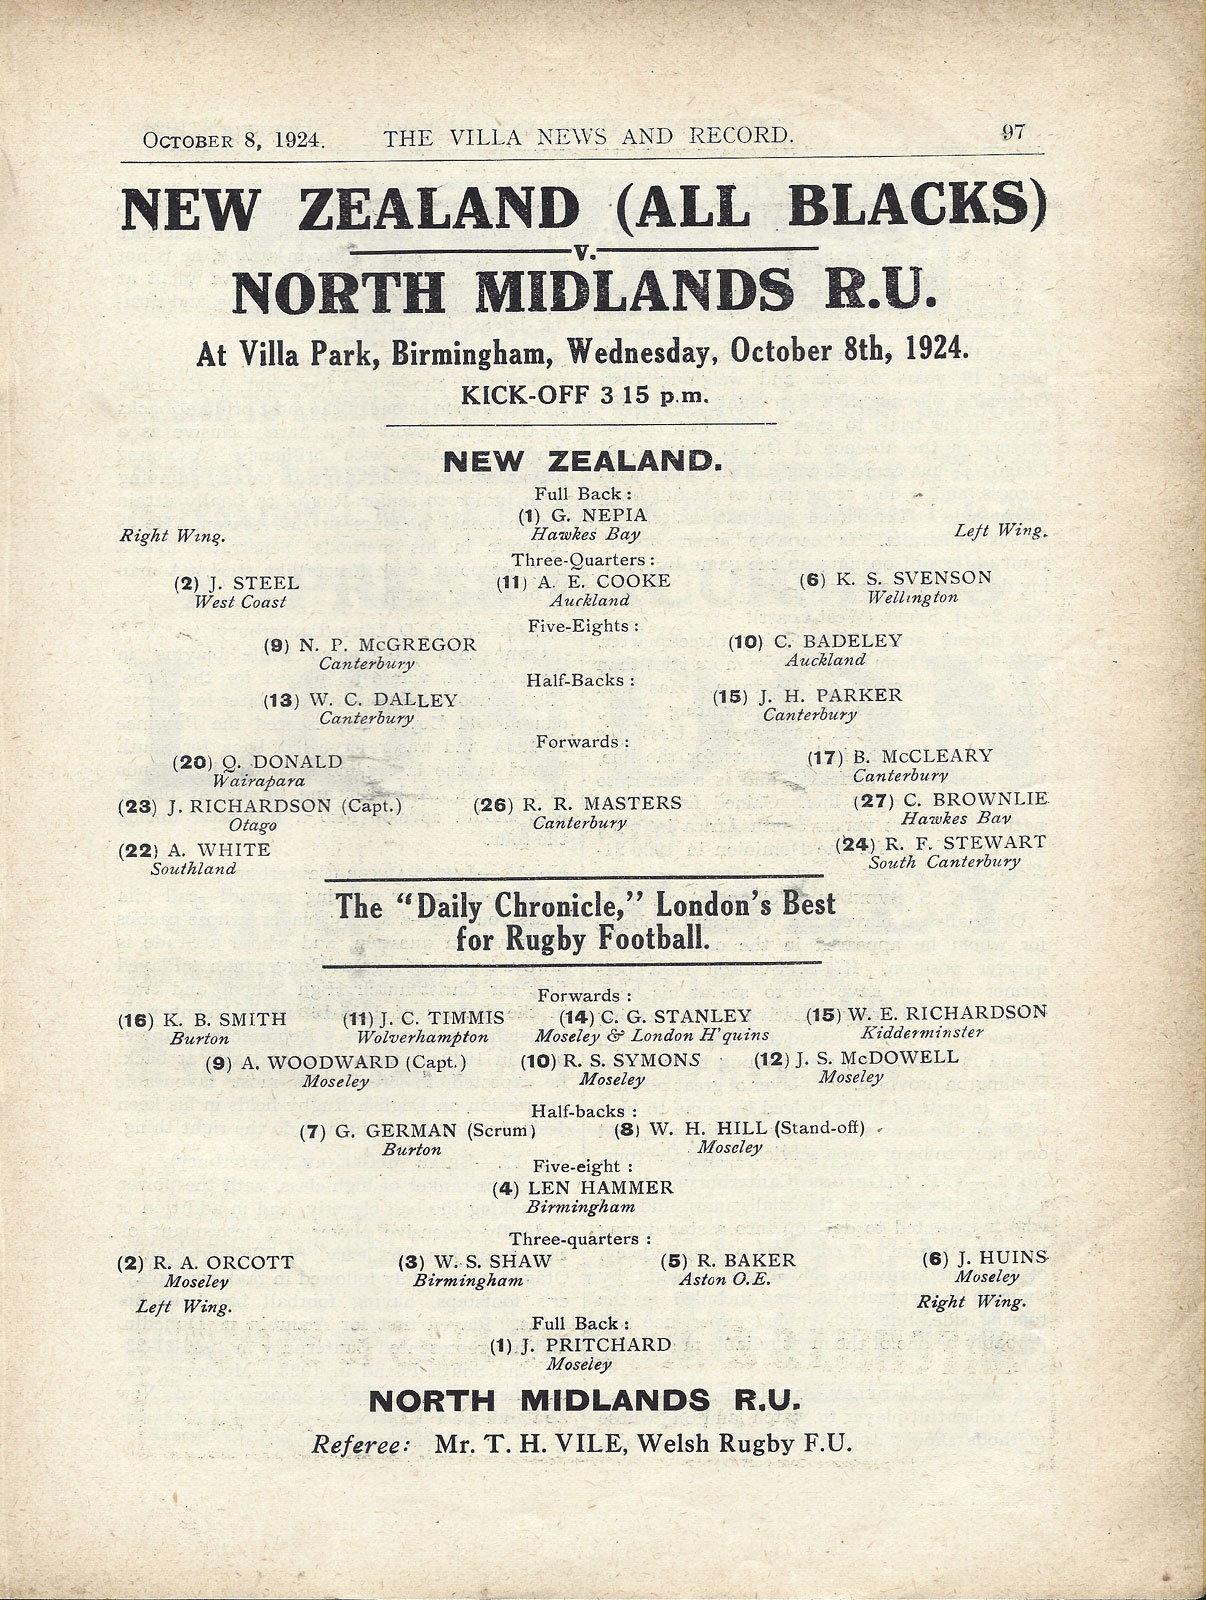 OCTOBER 8, 1924. THE VILLA NEWS AND RECORD. 97
NEW ZEALAND (ALL BLACKS)
V.
NORTH MIDLANDS R.U.
At Villa Park, Birmingham, Wednesday, October 8th, 1924.
KICK-OFF 3 15 p.m.
NEW ZEALAND.
Full Back :
(1) G. NEPIA
Right Wing. Hawkes Bay Left Wing.
Three-Quarters :
(2) J. STEEL (11) A. E. COOKE (6) K. S. SVENSON
West Coast Auckland Wellington
Five-Eights :
(9) N. P. McGREGOR (10) C. BADELEY
Canterbury Auckland
Half-Backs :
(13) W. C. DALLEY (15) J. H. PARKER
Canterbury Canterbury
Forwards :
(20) Q. DONALD (17) B. McCLEARY
Wairapara Canterbury
(23) J. RICHARDSON (Capt.) (26) R. R. MASTERS (27) C. BROWNLIE
Otago Canterbury Hawkes Bay
(22) A. WHITE (24) R. F. STEWART
Southland South Canterbury
The "Daily Chronicle," London's Best
for Rugby Football.
Forwards :
(16) K. B. SMITH (11) J. C. TIMMIS (14) C. G. STANLEY (15) W. E. RICHARDSON
Burton Wolverhampton Moseley & London H'quins Kidderminster
(9) A. WOODWARD (Capt.) (10) R. S. SYMONS (12) J. S. McDOWELL
Moseley Moseley Moseley
Half-backs :
(7) G. GERMAN (Scrum) (8) W. H. HILL (Stand-off)
Burton Moseley
Five-eight :
(4) LEN HAMMER
Birmingham
Three-quarters :
(2) R. A. ORCOTT (3) W. S. SHAW (5) R. BAKER (6) J. HUINS
Moseley Birmingham Aston O.E. Moseley
Left Wing. Right Wing.
Full Back :
(1) J. PRITCHARD
Moseley
NORTH MIDLANDS R.U.
Referee: Mr. T. H. VILE, Welsh Rugby F.U.